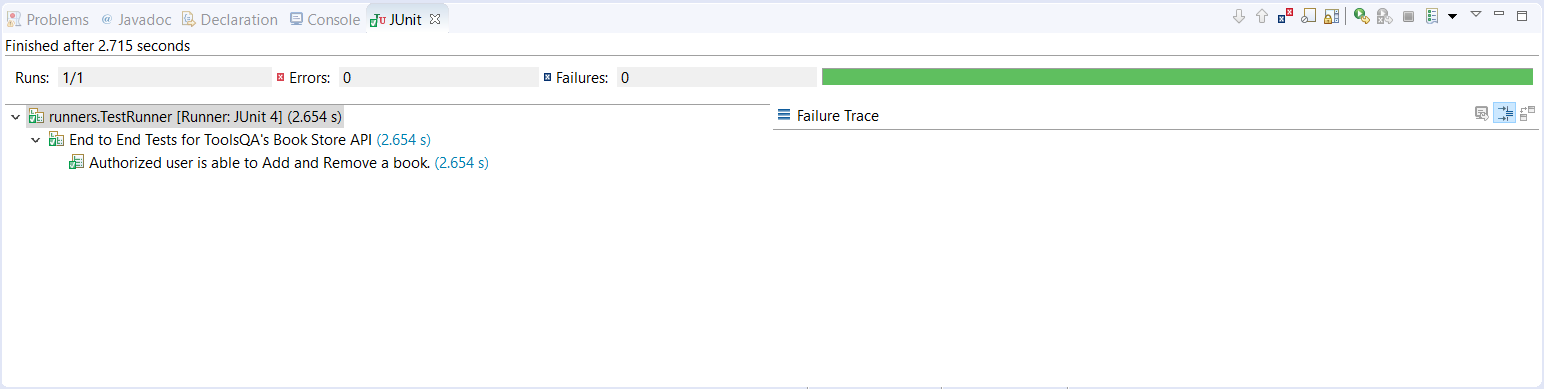 Problems @ Javadoc Declaration Console JU JUnit
Finished after 2.715 seconds
Runs: 1/1 Errors: 0 Failures: 0
runners.TestRunner [Runner: JUnit 4] (2.654 s)
Failure Trace
End to End Tests for ToolsQA's Book Store API (2.654 s)
Authorized user is able to Add and Remove a book. (2.654 s)